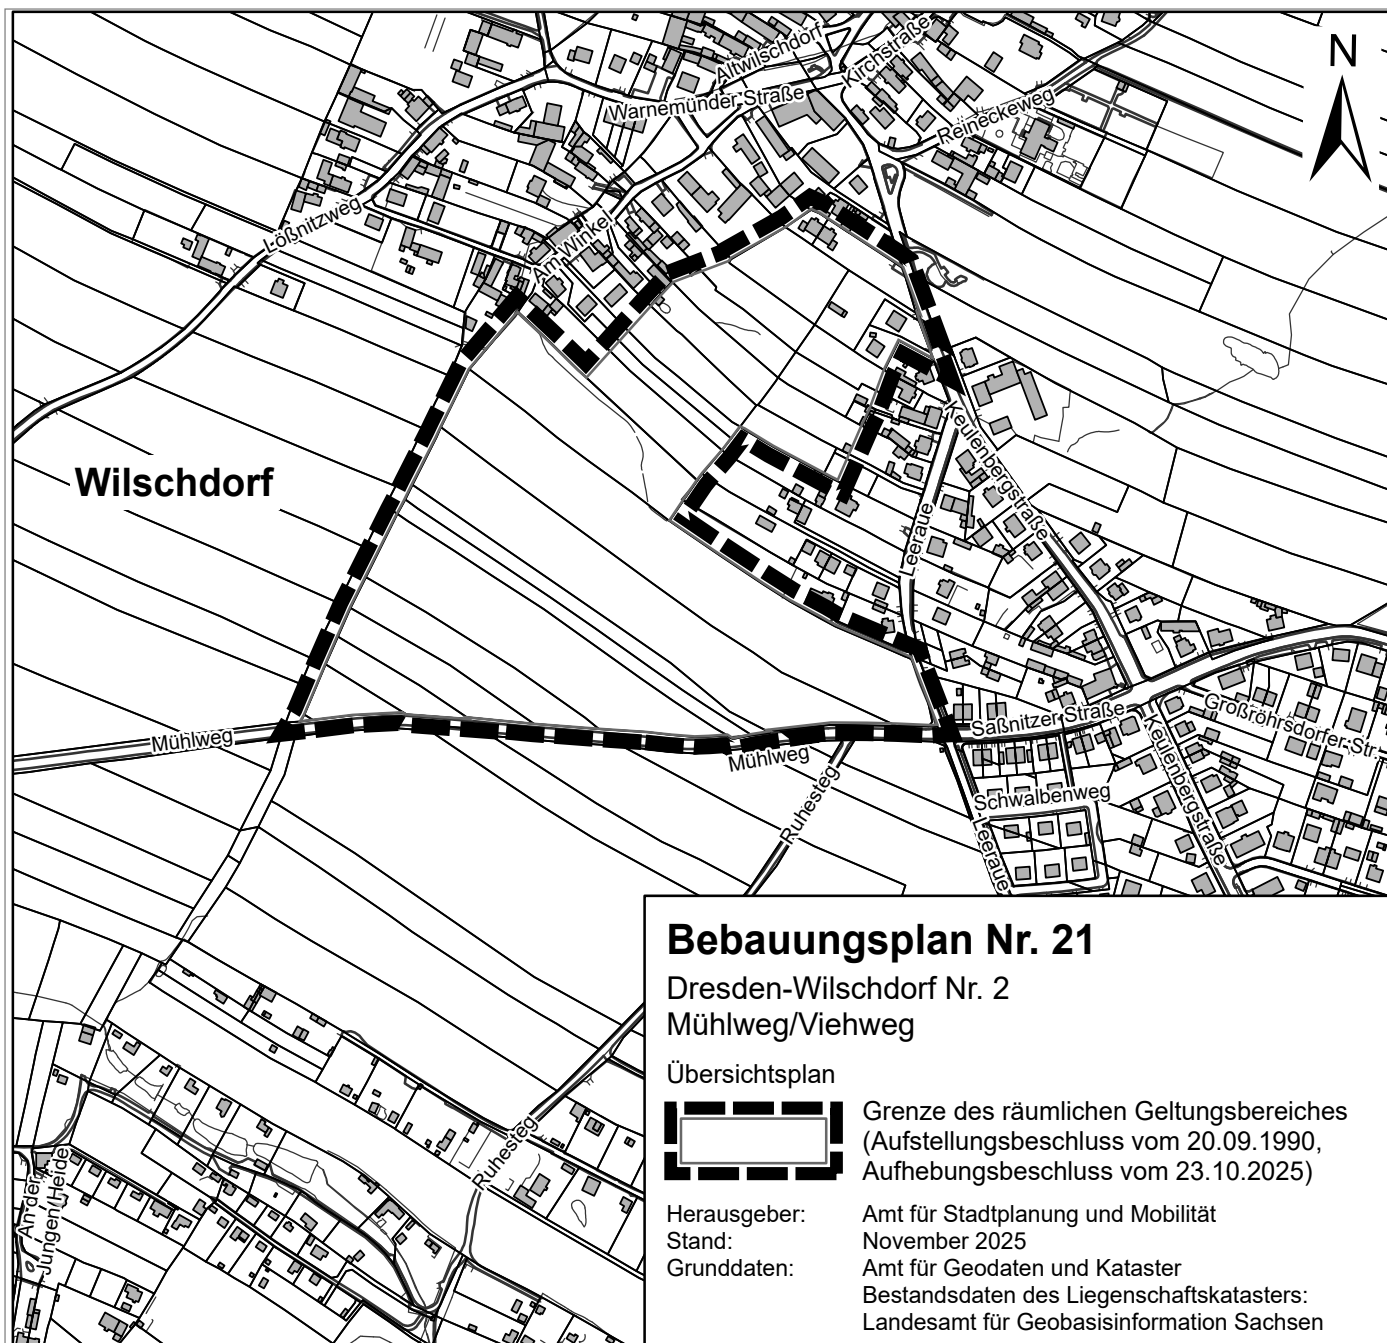 N
Altwilschdorf
Kirchstraße
Warnemünder Straße
Reineckeweg
Lößnitzweg
Am Winkel
Wilschdorf
Keulenbergstraße
Leeraue
Mühlweg
Mühlweg
Saßnitzer Straße
Großröhrsdorfer Str.
Keulenbergstraße
Ruhesteg
Schwalbenweg
Leeraue
Ruhesteg
An der
Jungen Heide
Bebauungsplan Nr. 21
Dresden-Wilschdorf Nr. 2
Mühlweg/Viehweg
Übersichtsplan
Grenze des räumlichen Geltungsbereiches
(Aufstellungsbeschluss vom 20.09.1990,
Aufhebungsbeschluss vom 23.10.2025)
Herausgeber: Amt für Stadtplanung und Mobilität
Stand: November 2025
Grunddaten: Amt für Geodaten und Kataster
Bestandsdaten des Liegenschaftskatasters:
Landesamt für Geobasisinformation Sachsen